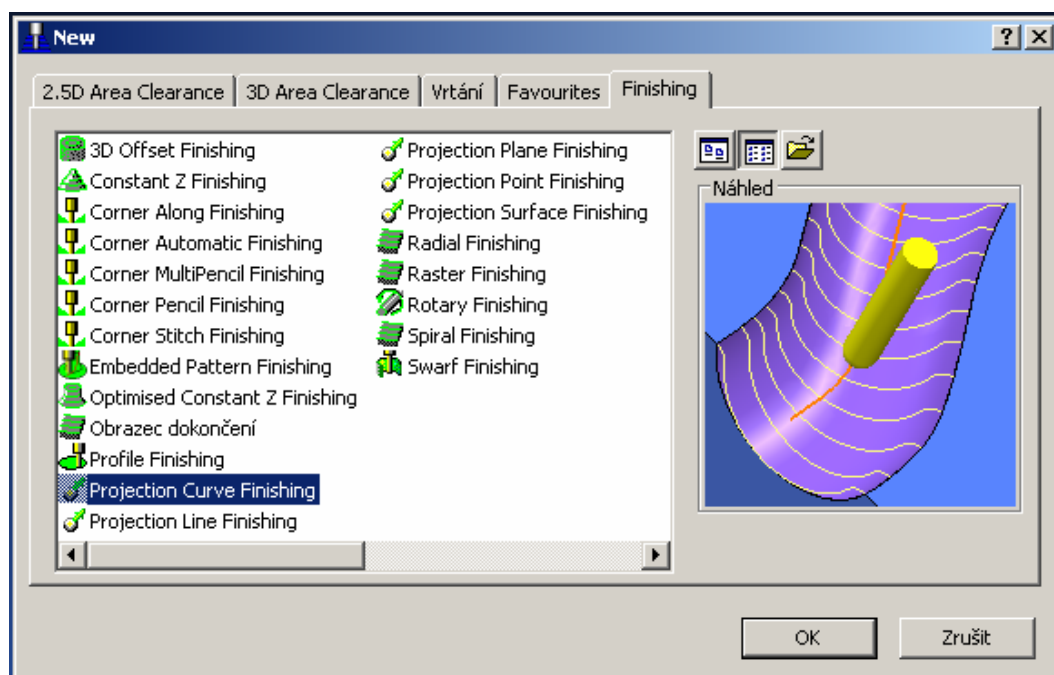 New
2.5D Area Clearance 3D Area Clearance Vrtání Favourites Finishing
3D Offset Finishing
Constant Z Finishing
Corner Along Finishing
Corner Automatic Finishing
Corner MultiPencil Finishing
Corner Pencil Finishing
Corner Stitch Finishing
Embedded Pattern Finishing
Optimised Constant Z Finishing
Obrazec dokončení
Profile Finishing
Projection Curve Finishing
Projection Line Finishing
Projection Plane Finishing
Projection Point Finishing
Projection Surface Finishing
Radial Finishing
Raster Finishing
Rotary Finishing
Spiral Finishing
Swarf Finishing
Náhled
OK Zrušit